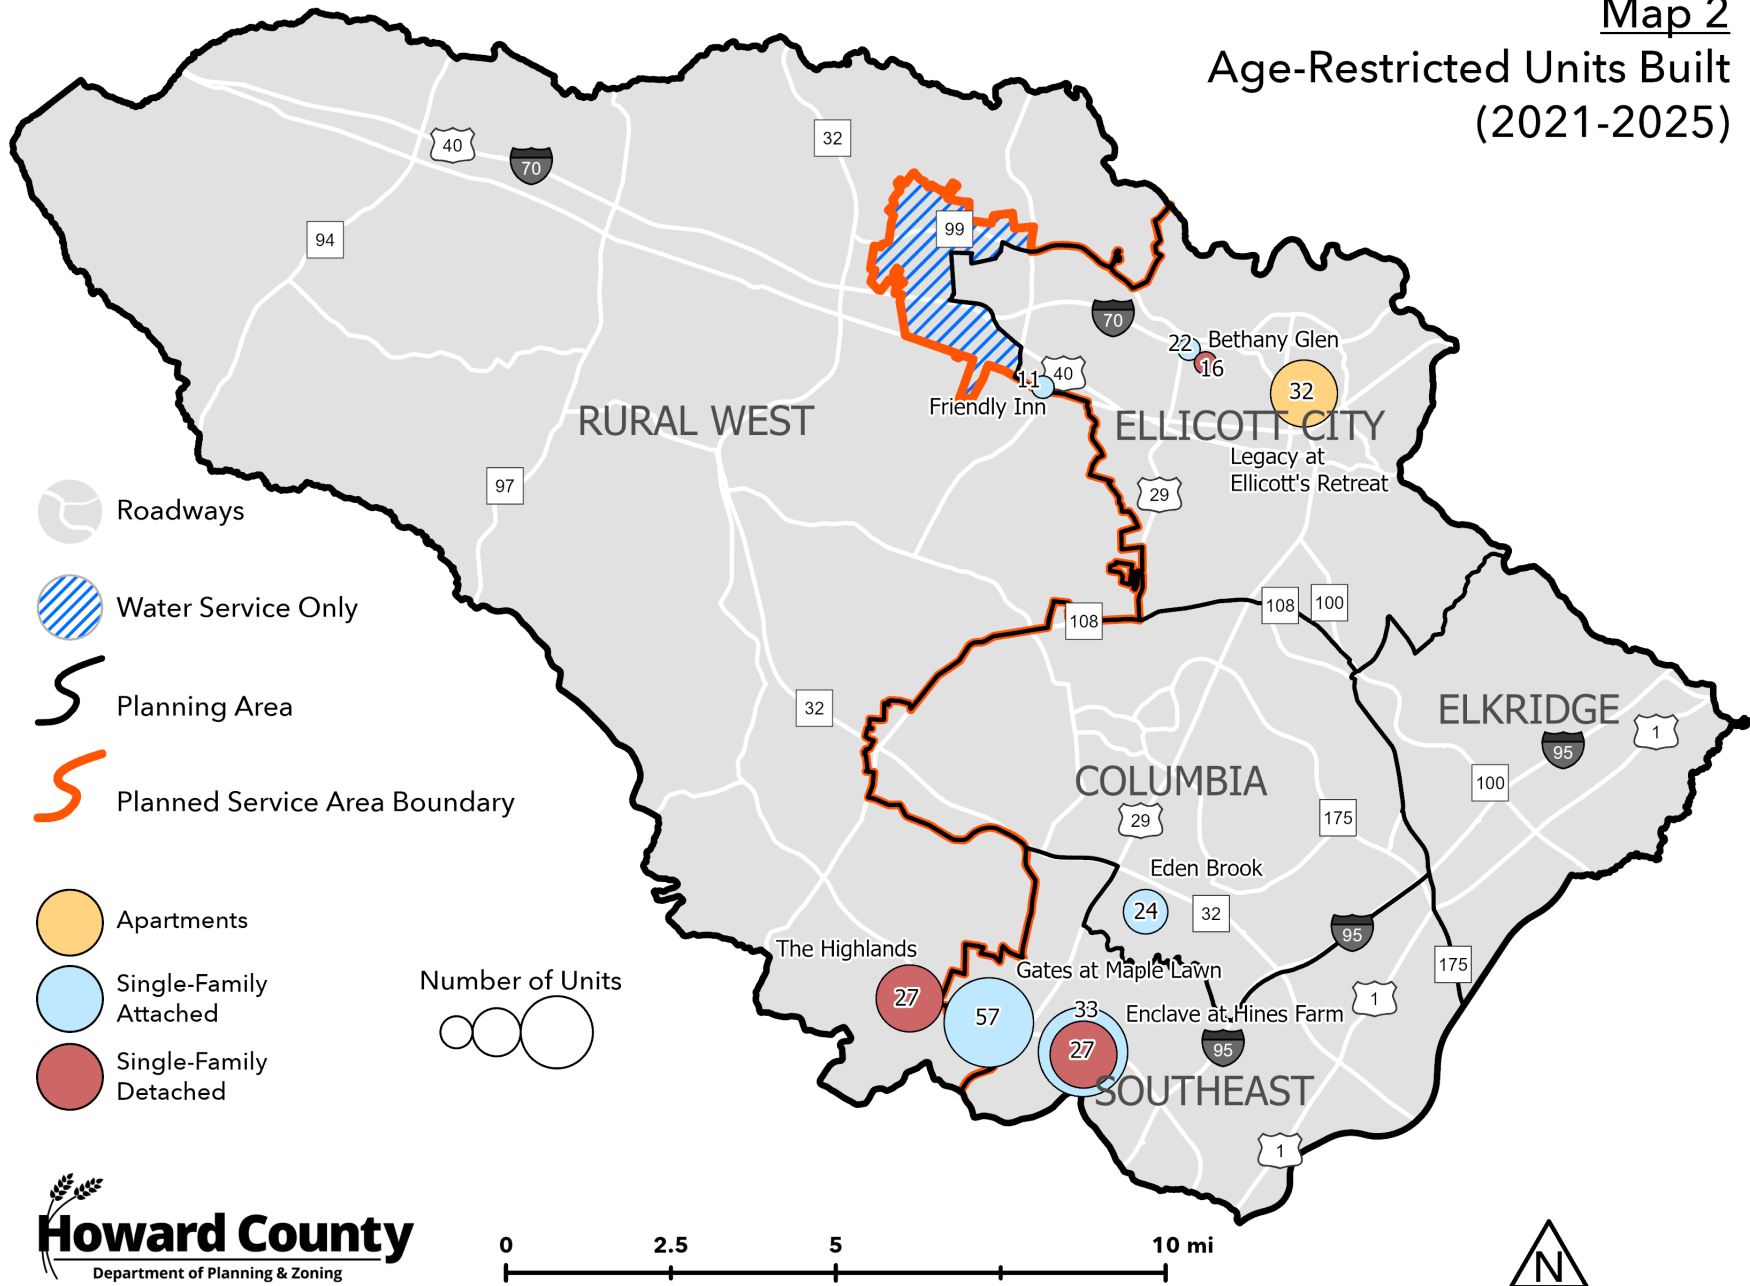 Map 2
Age-Restricted Units Built
(2021-2025)
40
70
32
94
99
70
22
Bethany Glen
16
11
40
32
Friendly Inn
RURAL WEST
ELLICOTT CITY
Legacy at
Ellicott's Retreat
97
29
Roadways
Water Service Only
108
108
100
Planning Area
32
ELKRIDGE
1
95
100
COLUMBIA
Planned Service Area Boundary
29
175
Eden Brook
24
32
95
175
Apartments
The Highlands
Gates at Maple Lawn
Single-Family
Attached
Number of Units
27
57
33
Enclave at Hines Farm
1
27
95
Single-Family
Detached
SOUTHEAST
1
Howard County
Department of Planning & Zoning
0
2.5
5
10 mi
N